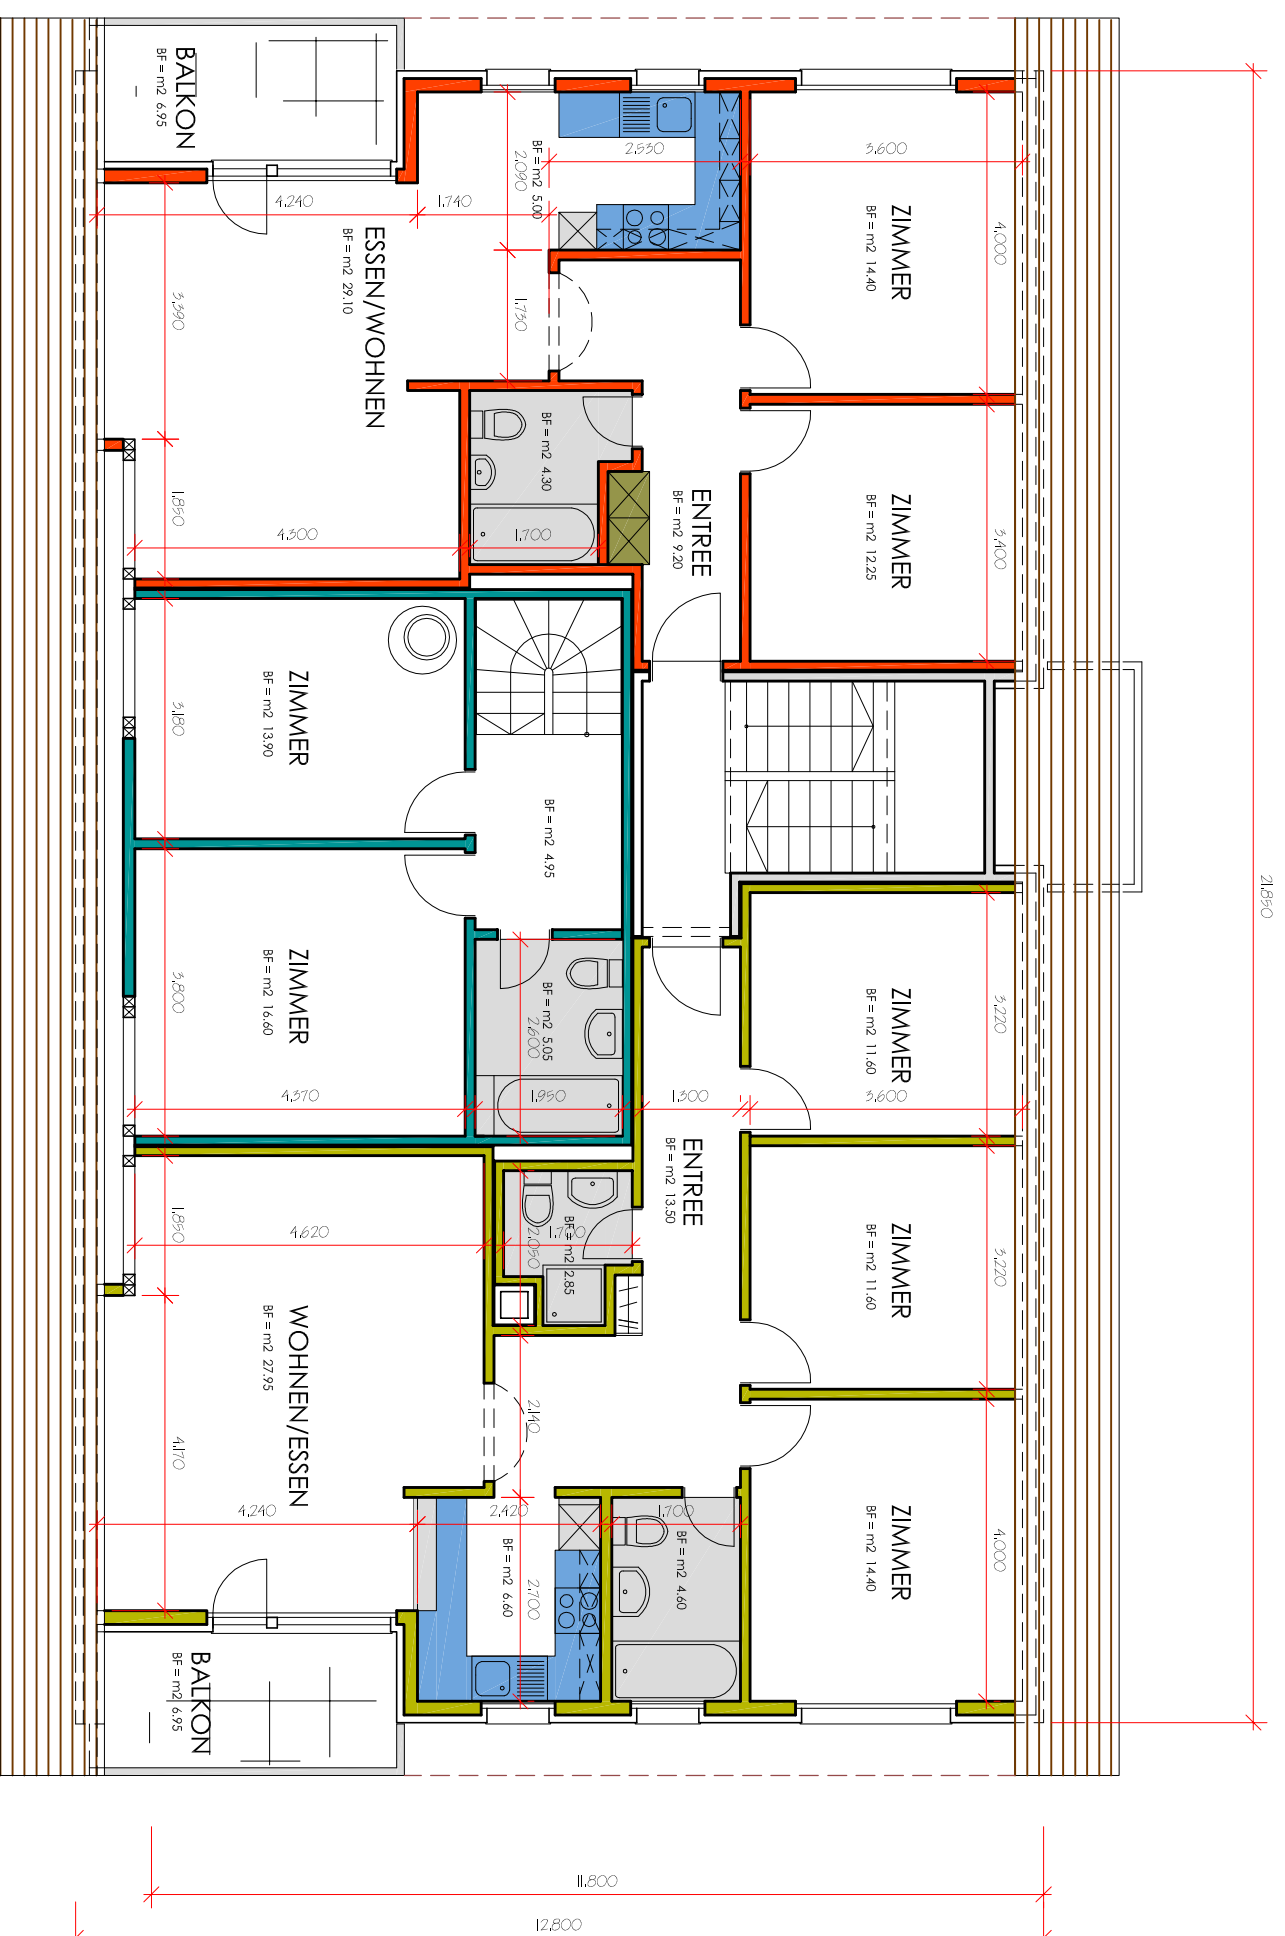 BALKON
BF = m2 6.95
ESSEN/WOHNEN
BF = m2 29.10
BF = m2 5.00
ZIMMER
BF = m2 14.40
ZIMMER
BF = m2 12.25
BF = m2 4.30
ENTREE
BF = m2 9.20
4.240
1.740
2.090
2.530
3.600
4.000
3.390
1.730
1.850
4.300
1.700
3.400
ZIMMER
BF = m2 13.90
3.180
BF = m2 4.95
ZIMMER
BF = m2 16.60
3.800
BF = m2 5.05
2.600
4.370
1.950
1.300
3.600
21.850
ZIMMER
BF = m2 11.60
3.220
ENTREE
BF = m2 13.50
ZIMMER
BF = m2 11.60
3.220
1.850
4.620
1.700
2.050
BF = m2 2.85
WOHNEN/ESSEN
BF = m2 27.95
4.170
2.140
4.240
2.420
1.700
BF = m2 6.60
2.700
BF = m2 4.60
ZIMMER
BF = m2 14.40
4.000
BALKON
BF = m2 6.95
11.800
12.800